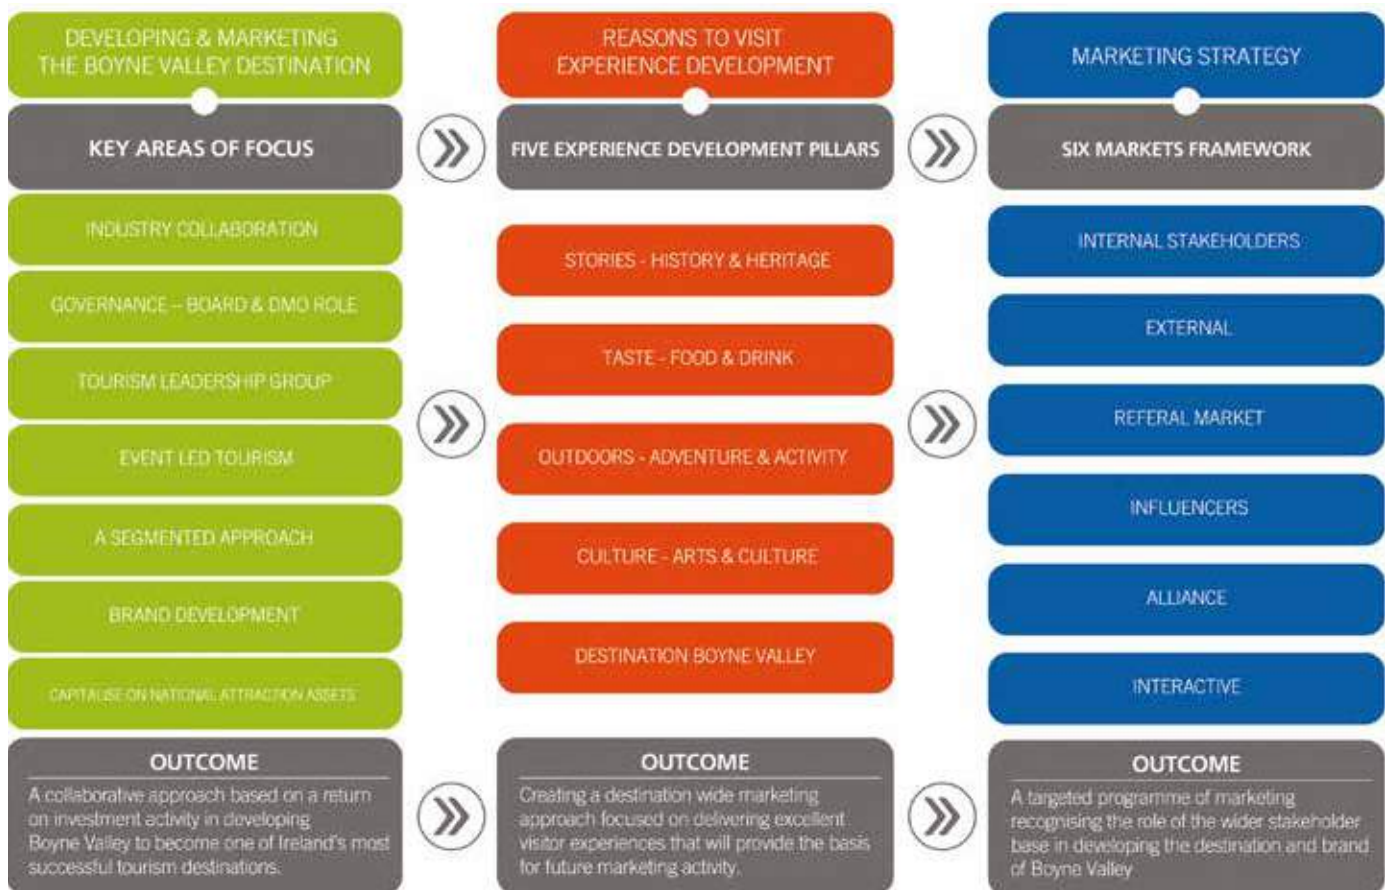 DEVELOPING & MARKETING
THE BOYNE VALLEY DESTINATION
KEY AREAS OF FOCUS
INDUSTRY COLLABORATION
GOVERNANCE – BOARD & DMO ROLE
TOURISM LEADERSHIP GROUP
EVENT LED TOURISM
A SEGMENTED APPROACH
BRAND DEVELOPMENT
CAPITALISE ON NATIONAL ATTRACTION ASSETS
OUTCOME
A collaborative approach based on a return
on investment activity in developing
Boyne Valley to become one of Ireland's most
successful tourism destinations.
REASONS TO VISIT
EXPERIENCE DEVELOPMENT
FIVE EXPERIENCE DEVELOPMENT PILLARS
STORIES - HISTORY & HERITAGE
TASTE - FOOD & DRINK
OUTDOORS - ADVENTURE & ACTIVITY
CULTURE - ARTS & CULTURE
DESTINATION BOYNE VALLEY
OUTCOME
Creating a destination wide marketing
approach focused on delivering excellent
visitor experiences that will provide the basis
for future marketing activity.
MARKETING STRATEGY
SIX MARKETS FRAMEWORK
INTERNAL STAKEHOLDERS
EXTERNAL
REFERAL MARKET
INFLUENCERS
ALLIANCE
INTERACTIVE
OUTCOME
A targeted programme of marketing
recognising the role of the wider stakeholder
base in developing the destination and brand
of Boyne Valley